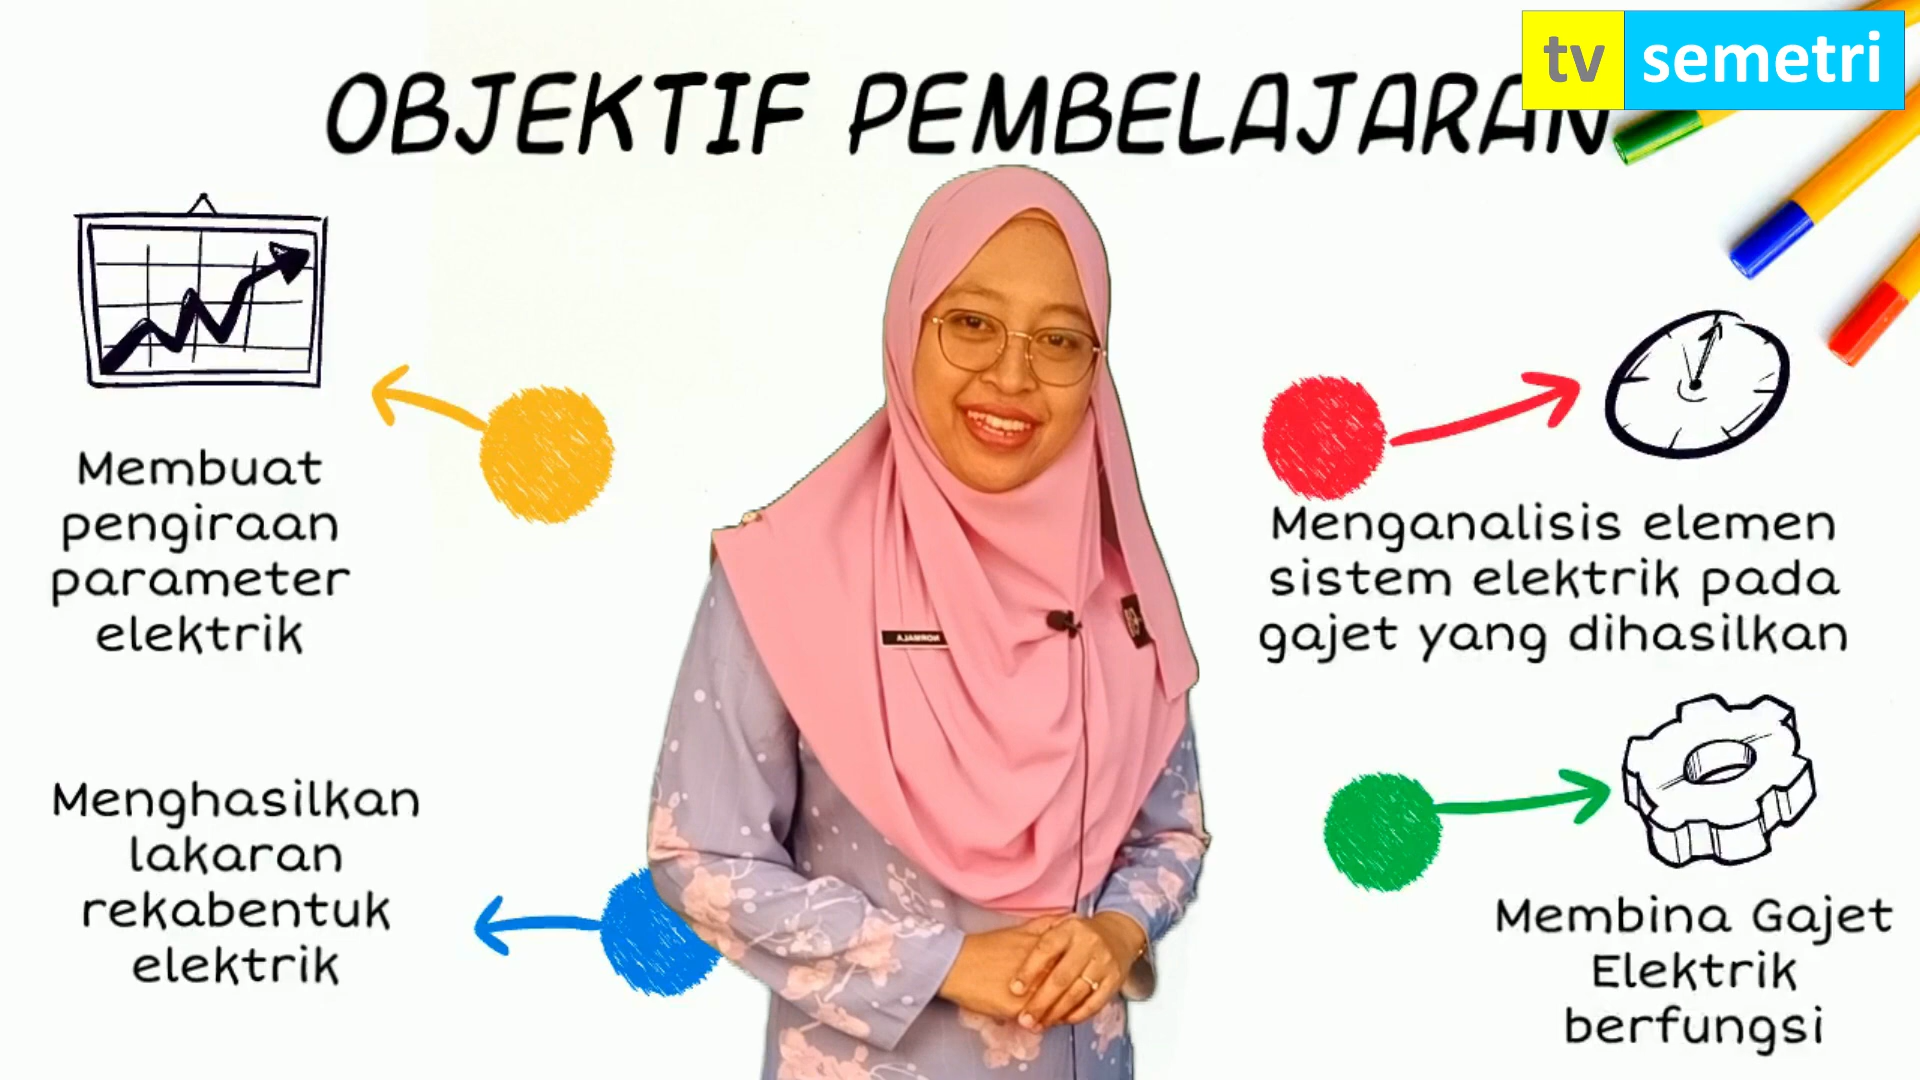 tv semetri
OBJEKTIF PEMBELAJARAN
Membuat
pengiraan
parameter
elektrik
Menganalisis elemen
sistem elektrik pada
gajet yang dihasilkan
Menghasilkan
lakaran
rekabentuk
elektrik
Membina Gajet
Elektrik
berfungsi